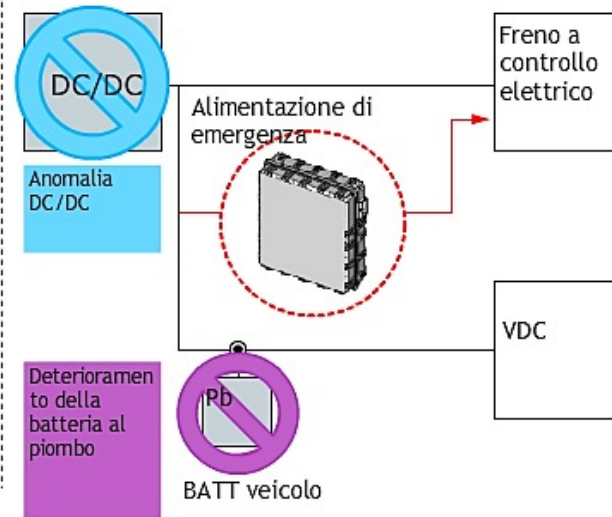 DC/DC
Freno a
controllo
elettrico
Alimentazione di
emergenza
Anomalia
DC/DC
VDC
Deterioramen
to della
batteria al
piombo
Pb
BATT veicolo